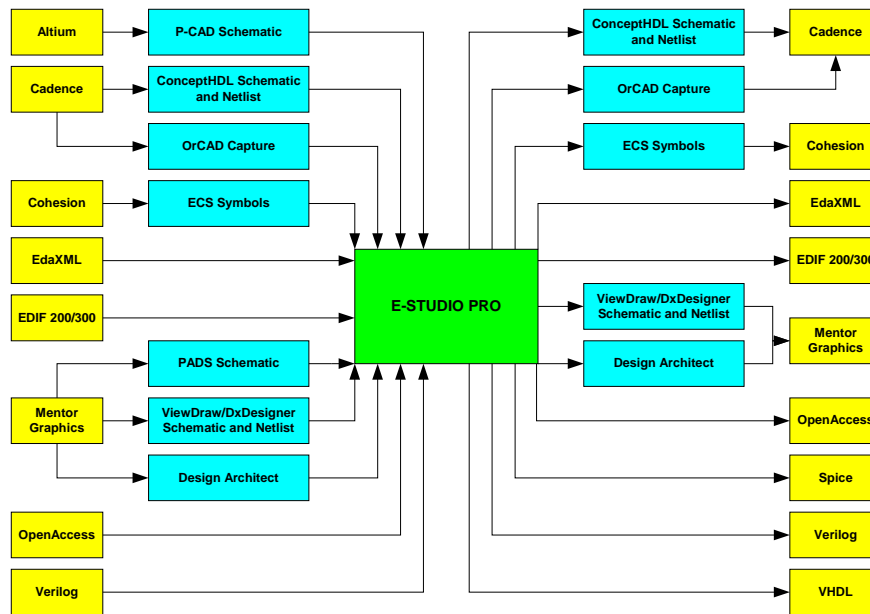 Altium
P-CAD Schematic
Cadence
ConceptHDL Schematic
and Netlist
OrCAD Capture
Cohesion
ECS Symbols
EdaXML
EDIF 200/300
PADS Schematic
Mentor
Graphics
ViewDraw/DxDesigner
Schematic and Netlist
Design Architect
OpenAccess
Verilog
E-STUDIO PRO
ConceptHDL Schematic
and Netlist
Cadence
OrCAD Capture
ECS Symbols
Cohesion
EdaXML
EDIF 200/300
ViewDraw/DxDesigner
Schematic and Netlist
Mentor
Graphics
Design Architect
OpenAccess
Spice
Verilog
VHDL